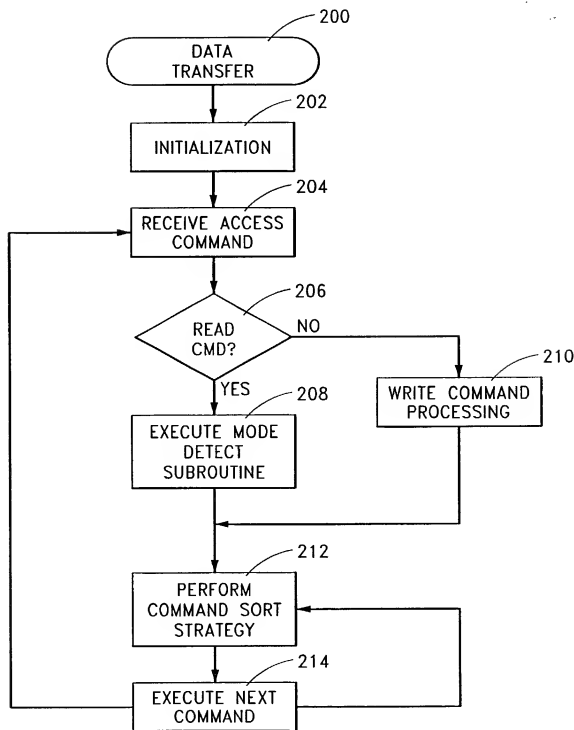 200
DATA
TRANSFER
202
INITIALIZATION
204
RECEIVE ACCESS
COMMAND
206
READ
CMD?
NO
YES
210
WRITE COMMAND
PROCESSING
208
EXECUTE MODE
DETECT
SUBROUTINE
212
PERFORM
COMMAND SORT
STRATEGY
214
EXECUTE NEXT
COMMAND